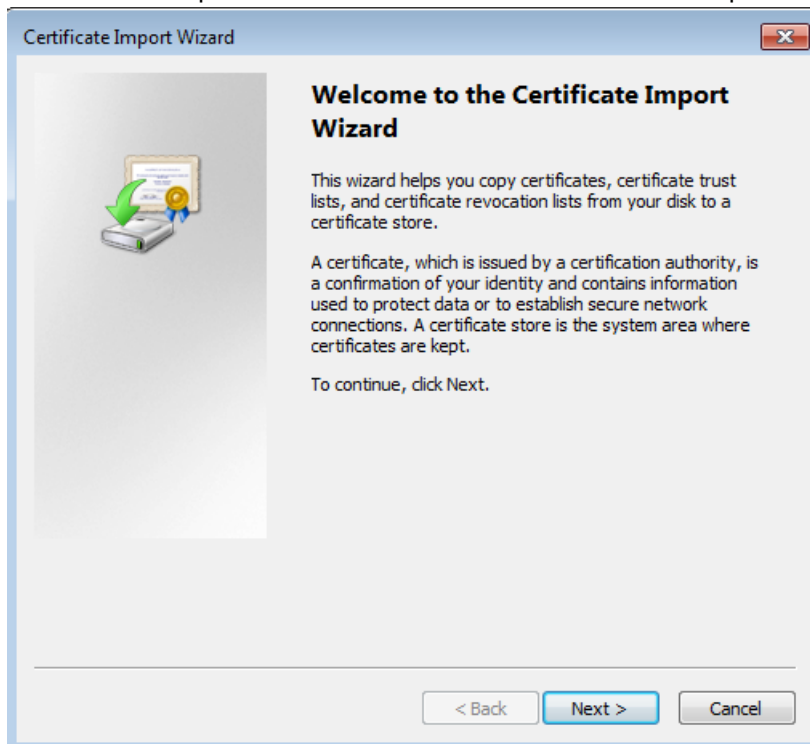 Certificate Import Wizard
Welcome to the Certificate Import
Wizard
This wizard helps you copy certificates, certificate trust
lists, and certificate revocation lists from your disk to a
certificate store.
A certificate, which is issued by a certification authority, is
a confirmation of your identity and contains information
used to protect data or to establish secure network
connections. A certificate store is the system area where
certificates are kept.
To continue, click Next.
< Back
Next >
Cancel